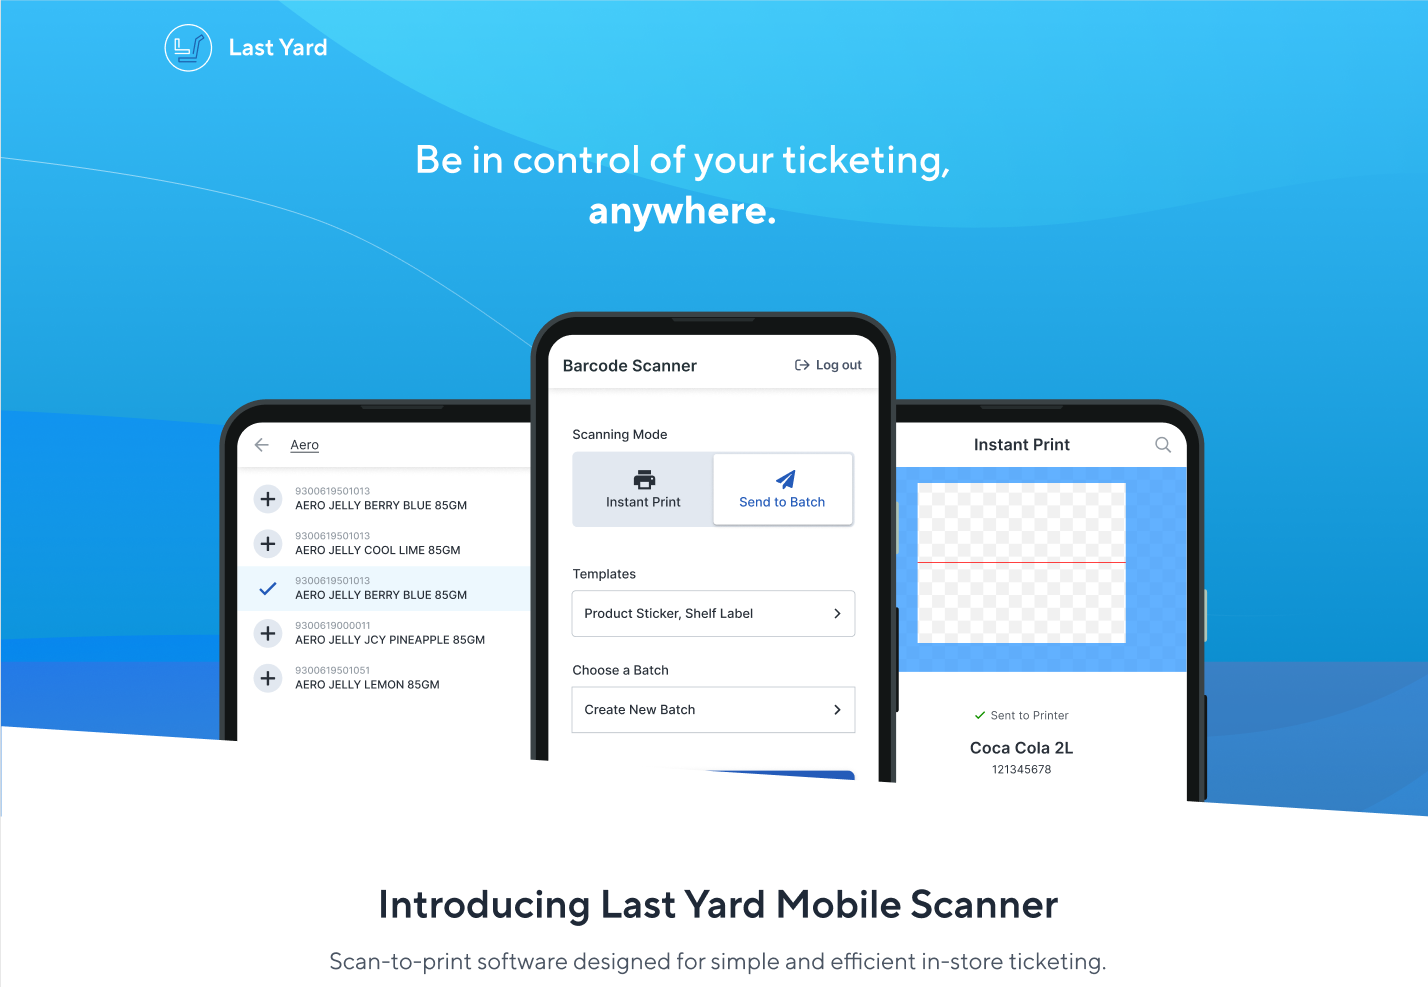 Last Yard
Be in control of your ticketing,
anywhere.
Aero
9300619501013
AERO JELLY BERRY BLUE 85GM
9300619501013
AERO JELLY COOL LIME 85GM
9300619501013
AERO JELLY BERRY BLUE 85GM
9300619000011
AERO JELLY JCY PINEAPPLE 85GM
9300619501051
AERO JELLY LEMON 85GM
Barcode Scanner
Log out
Scanning Mode
Instant Print
Send to Batch
Templates
Product Sticker, Shelf Label
Choose a Batch
Create New Batch
Instant Print
Sent to Printer
Coca Cola 2L
121345678
Introducing Last Yard Mobile Scanner
Scan-to-print software designed for simple and efficient in-store ticketing.